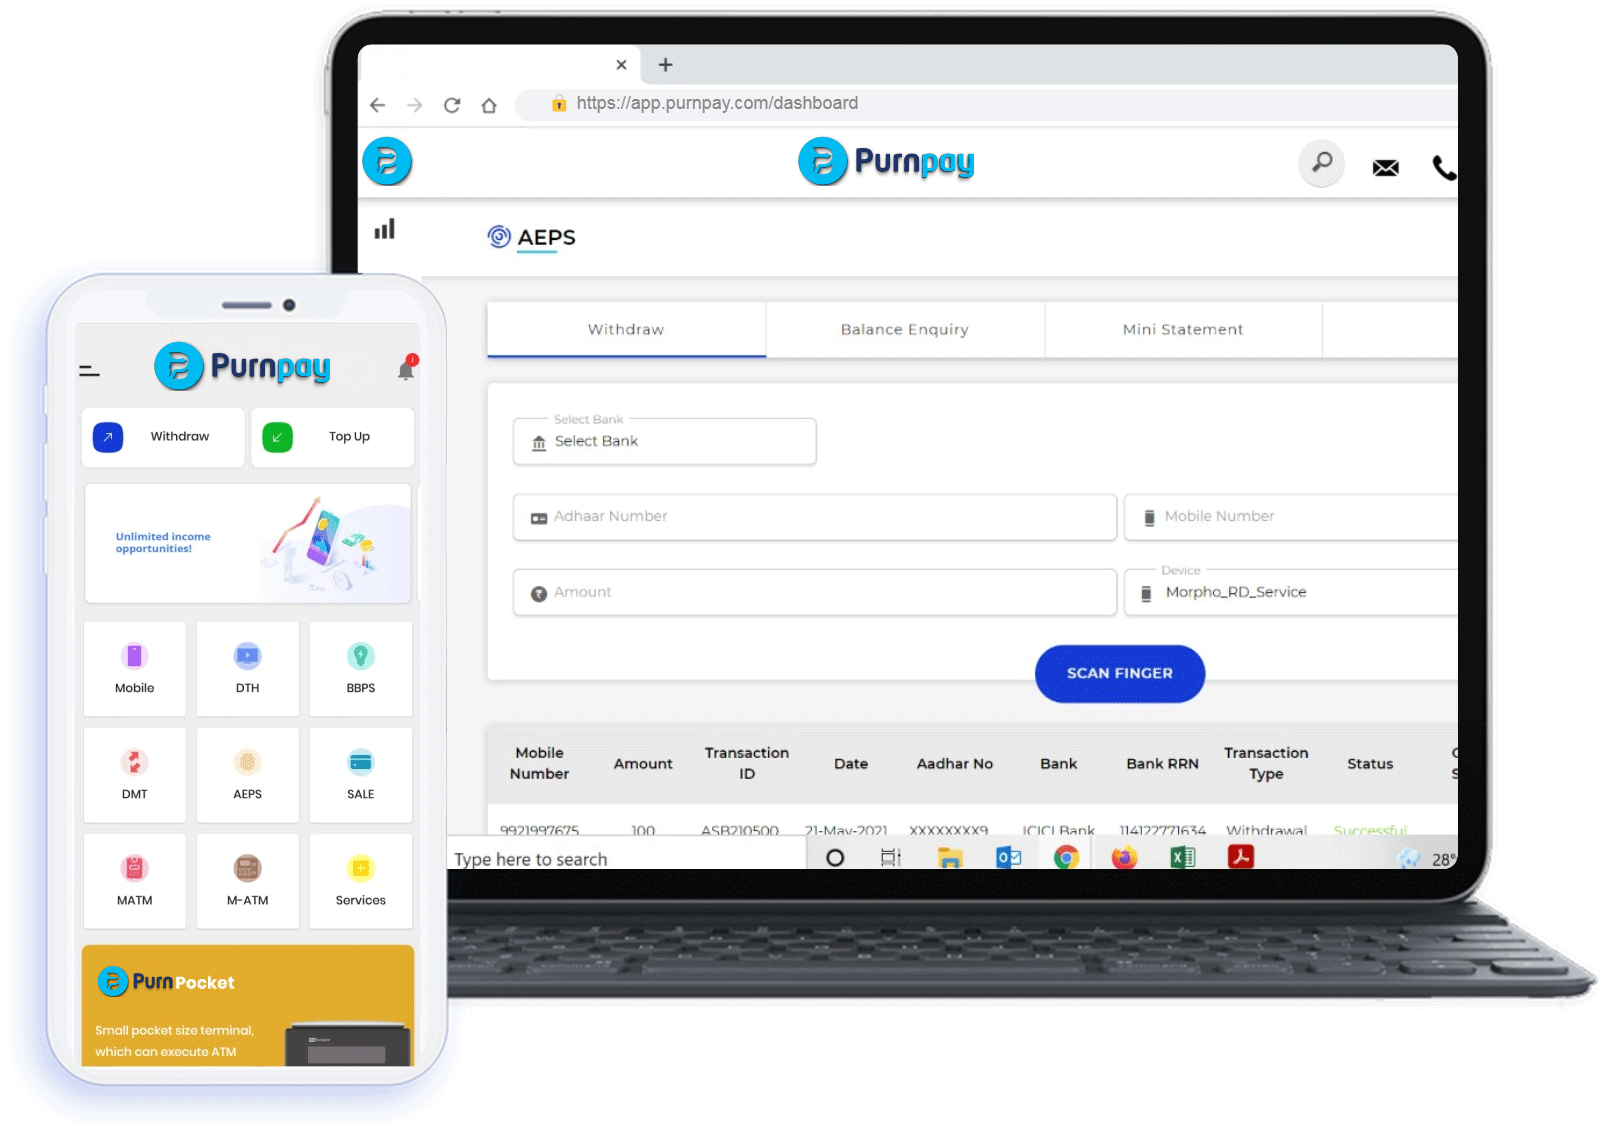 https://app.purnpay.com/dashboard
Purnpay
AEPS
Withdraw
Balance Enquiry
Mini Statement
Select Bank
Select Bank
Adhaar Number
Mobile Number
Amount
Device
Morpho_RD_Service
SCAN FINGER
Mobile Number
Amount
Transaction ID
Date
Aadhar No
Bank
Bank RRN
Transaction Type
Status
9921997675
100
ASB210500
21-May-2021
XXXXXXXX9
ICICI Bank
114122771634
Withdrawal
Successful
Type here to search
28°
Purnpay
Withdraw
Top Up
Unlimited income
opportunities!
Mobile
DTH
BBPS
DMT
AEPS
SALE
MATM
M-ATM
Services
PurnPocket
Small pocket size terminal,
which can execute ATM